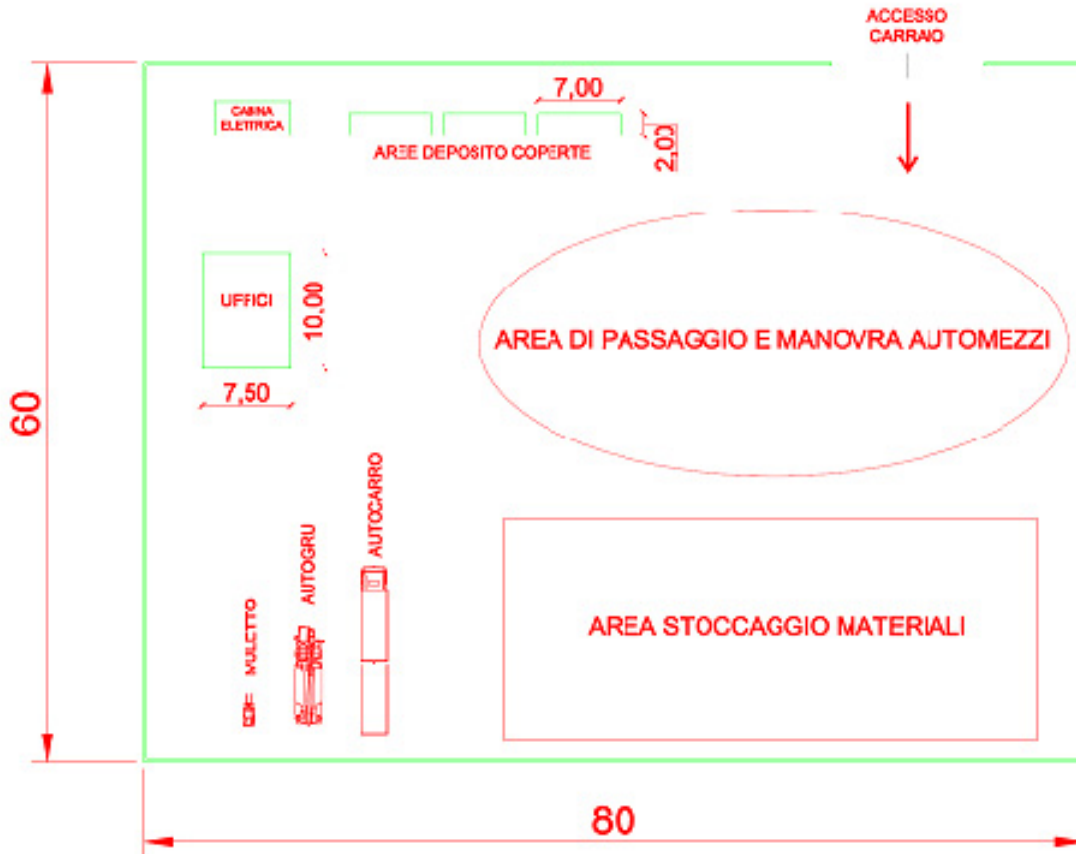 ACCESSO
CARRAIO
CABINA
ELETTRICA
7,00
2,00
AREE DEPOSITO COPERTE
UFFICI
10,00
7,50
AREA DI PASSAGGIO E MANOVRA AUTOMEZZI
60
MULETTO
AUTOGRU
AUTOCARRO
AREA STOCCAGGIO MATERIALI
80